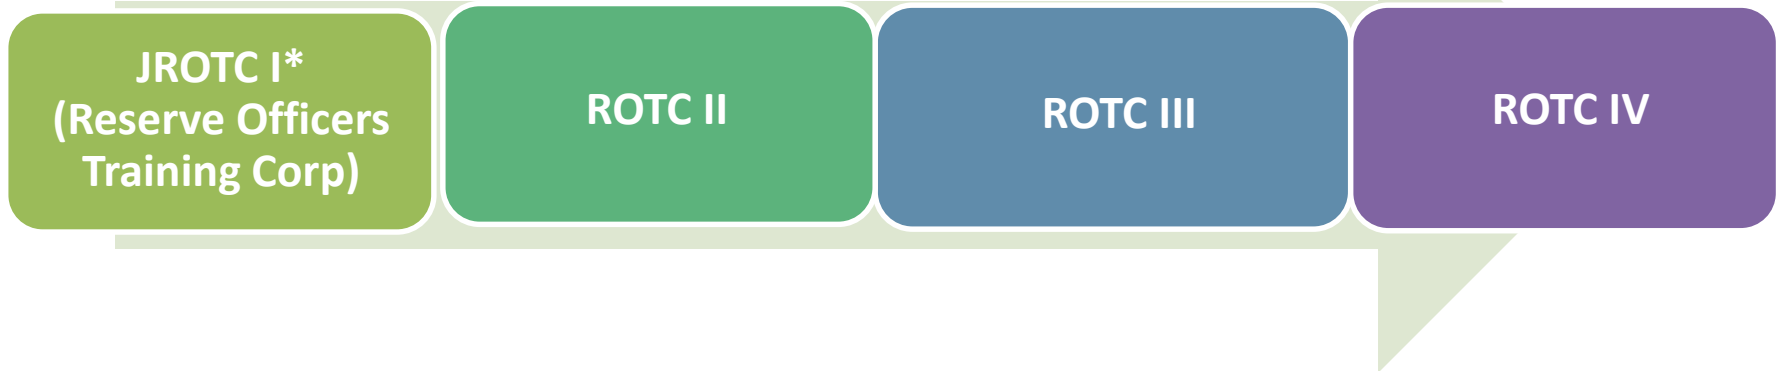 JROTC I*
(Reserve Officers
Training Corp)
ROTC II
ROTC III
ROTC IV